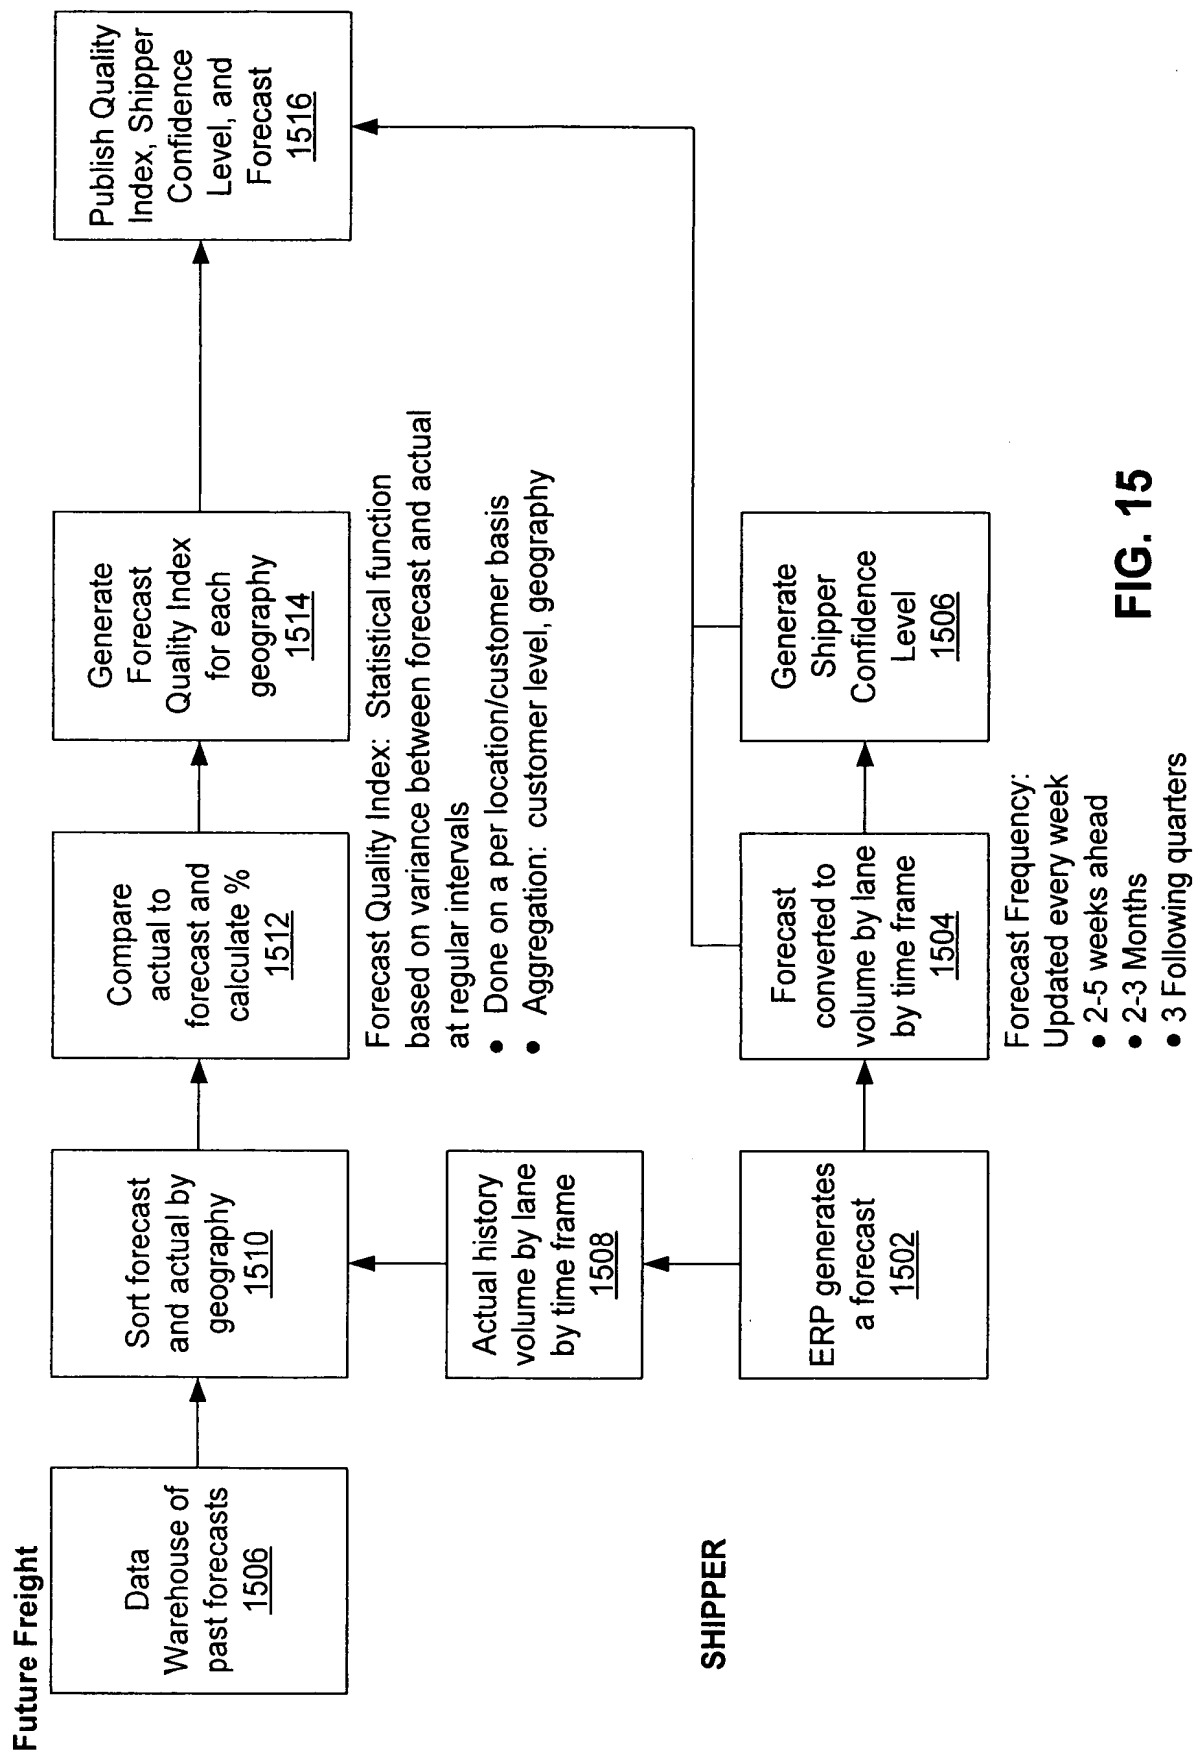 Future Freight
Data
Warehouse of
past forecasts
1506
Sort forecast
and actual by
geography
1510
Compare
actual to
forecast and
calculate %
1512
Generate
Forecast
Quality Index
for each
geography
1514
Publish Quality
Index, Shipper
Confidence
Level, and
Forecast
1516
Forecast Quality Index: Statistical function
based on variance between forecast and actual
at regular intervals
• Done on a per location/customer basis
• Aggregation: customer level, geography
Actual history
volume by lane
by time frame
1508
SHIPPER
ERP generates
a forecast
1502
Forecast
converted to
volume by lane
by time frame
1504
Generate
Shipper
Confidence
Level
1506
Forecast Frequency:
Updated every week
• 2-5 weeks ahead
• 2-3 Months
• 3 Following quarters
FIG. 15